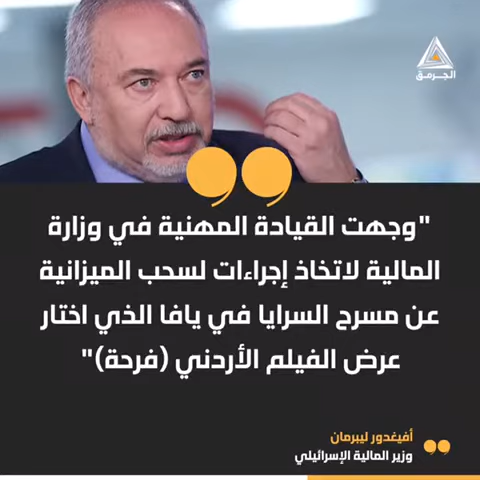 الجرمق
"وجهت القيادة المهنية في وزارة
المالية لاتخاذ إجراءات لسحب الميزانية
عن مسرح السرايا في يافا الذي اختار
عرض الفيلم الأردني (فرحة)"
أفيغدور ليبرمان
وزير المالية الإسرائيلي